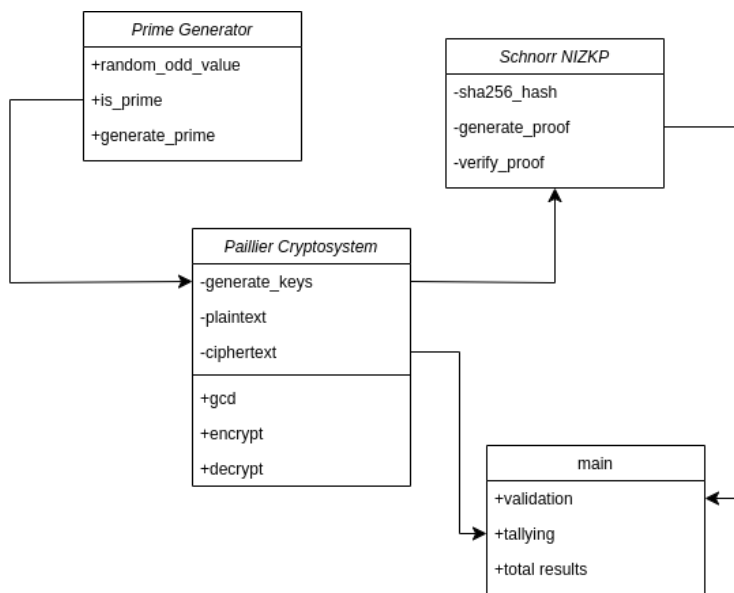 Prime Generator
+random_odd_value
+is_prime
+generate_prime
Schnorr NIZKP
-sha256_hash
-generate_proof
-verify_proof
Paillier Cryptosystem
-generate_keys
-plaintext
-ciphertext
+gcd
+encrypt
+decrypt
main
+validation
+tallying
+total results